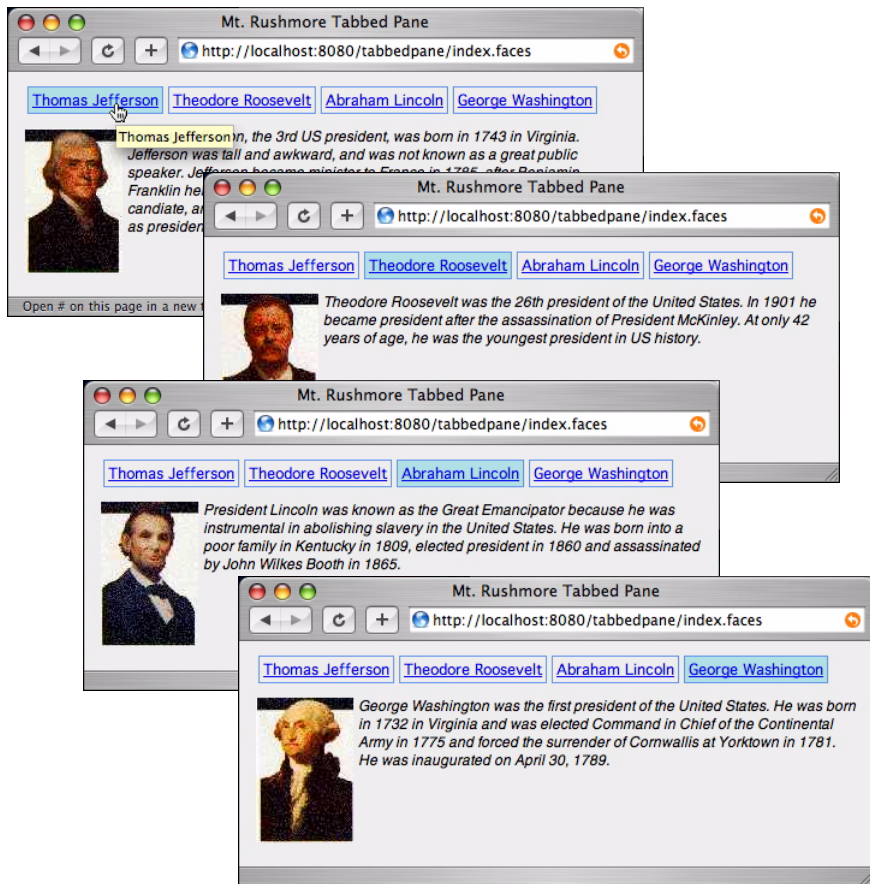 Mt. Rushmore Tabbed Pane
http://localhost:8080/tabbedpane/index.faces
Thomas Jefferson Theodore Roosevelt Abraham Lincoln George Washington
Thomas Jefferson
n, the 3rd US president, was born in 1743 in Virginia.
Jefferson was tall and awkward, and was not known as a great public
speaker. Jefferson became minister to France in 1785, after Benjamin
Franklin he
candiate, a
as presiden
Open # on this page in a new t
Mt. Rushmore Tabbed Pane
http://localhost:8080/tabbedpane/index.faces
Thomas Jefferson Theodore Roosevelt Abraham Lincoln George Washington
Theodore Roosevelt was the 26th president of the United States. In 1901 he
became president after the assassination of President McKinley. At only 42
years of age, he was the youngest president in US history.
Mt. Rushmore Tabbed Pane
http://localhost:8080/tabbedpane/index.faces
Thomas Jefferson Theodore Roosevelt Abraham Lincoln George Washington
President Lincoln was known as the Great Emancipator because he was
instrumental in abolishing slavery in the United States. He was born into a
poor family in Kentucky in 1809, elected president in 1860 and assassinated
by John Wilkes Booth in 1865.
Mt. Rushmore Tabbed Pane
http://localhost:8080/tabbedpane/index.faces
Thomas Jefferson Theodore Roosevelt Abraham Lincoln George Washington
George Washington was the first president of the United States. He was born
in 1732 in Virginia and was elected Command in Chief of the Continental
Army in 1775 and forced the surrender of Cornwallis at Yorktown in 1781.
He was inaugurated on April 30, 1789.